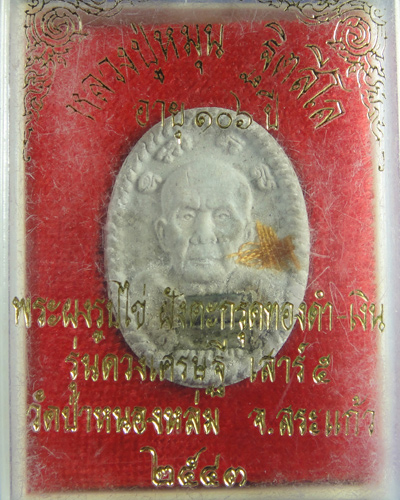 หลวงปู่หมุน ฐิตสีโล
อายุ ๑๐๖ ปี
พระผงรูปไข่ ฝังตะกรุดทองคำ-เงิน
รุ่นดวงเศรษฐี เสาร์ ๕
วัดป่าหนองหล่ม จ.สระแก้ว
๒๕๔๓